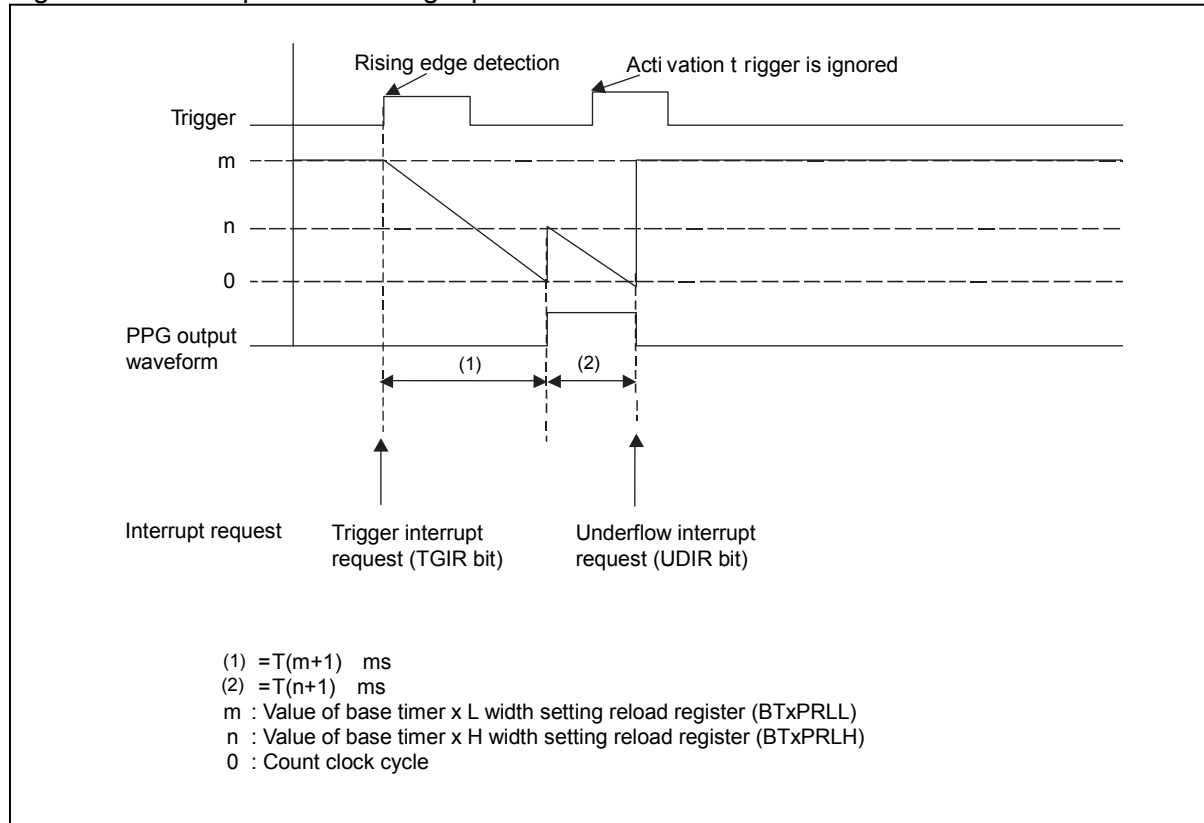 Rising edge detection
Acti vation t rigger is ignored
Trigger
m
n
0
PPG output
waveform
(1)
(2)
Interrupt request
Trigger interrupt
request (TGIR bit)
Underflow interrupt
request (UDIR bit)
(1) =T(m+1) ms
(2) =T(n+1) ms
m : Value of base timer x L width setting reload register (BTxPRLL)
n : Value of base timer x H width setting reload register (BTxPRLH)
0 : Count clock cycle